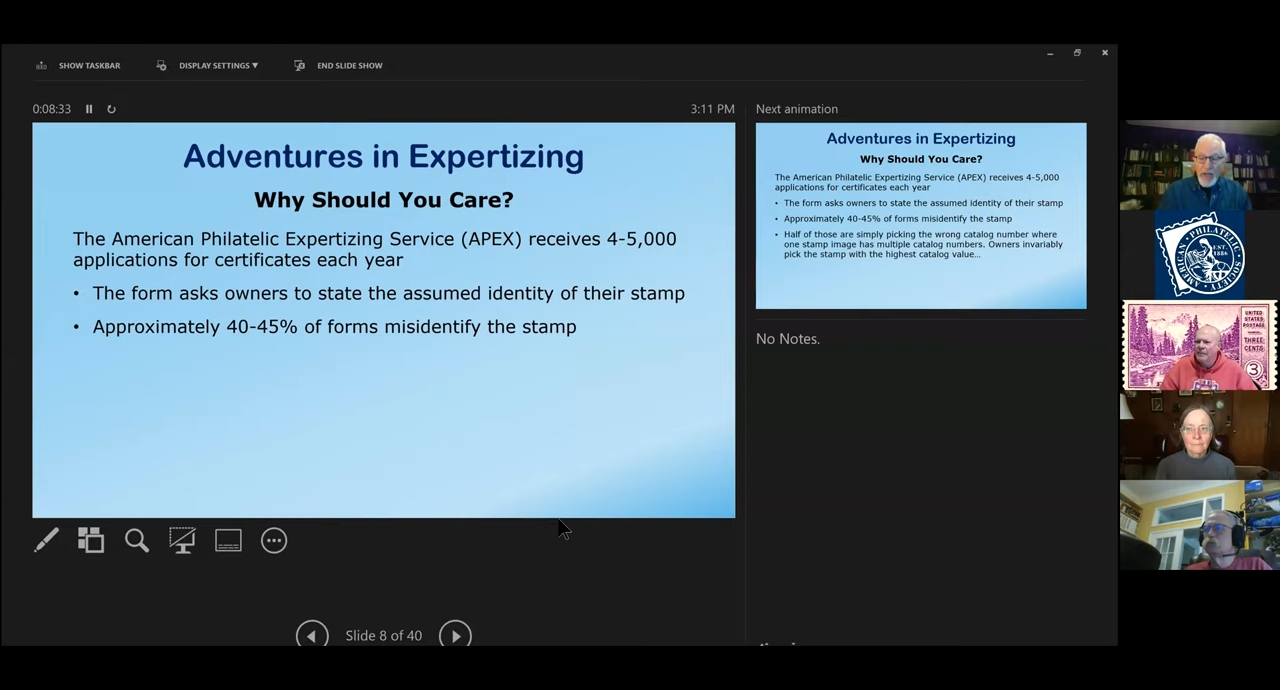 SHOW TASKBAR
DISPLAY SETTINGS ▼
END SLIDE SHOW
0:08:33
3:11 PM
Adventures in Expertizing
Why Should You Care?
The American Philatelic Expertizing Service (APEX) receives 4-5,000
applications for certificates each year
• The form asks owners to state the assumed identity of their stamp
• Approximately 40-45% of forms misidentify the stamp
Slide 8 of 40
Next animation
Adventures in Expertizing
Why Should You Care?
The American Philatelic Expertizing Service (APEX) receives 4-5,000
applications for certificates each year
• The form asks owners to state the assumed identity of their stamp
• Approximately 40-45% of forms misidentify the stamp
• Half of those are simply picking the wrong catalog number where
one stamp image has multiple catalog numbers. Owners invariably
pick the stamp with the highest catalog value…
No Notes.
AMERICAN PHILATELIC SOCIETY
EST.
1886
UNITED
STATES
POSTAGE
THREE
CENTS
3